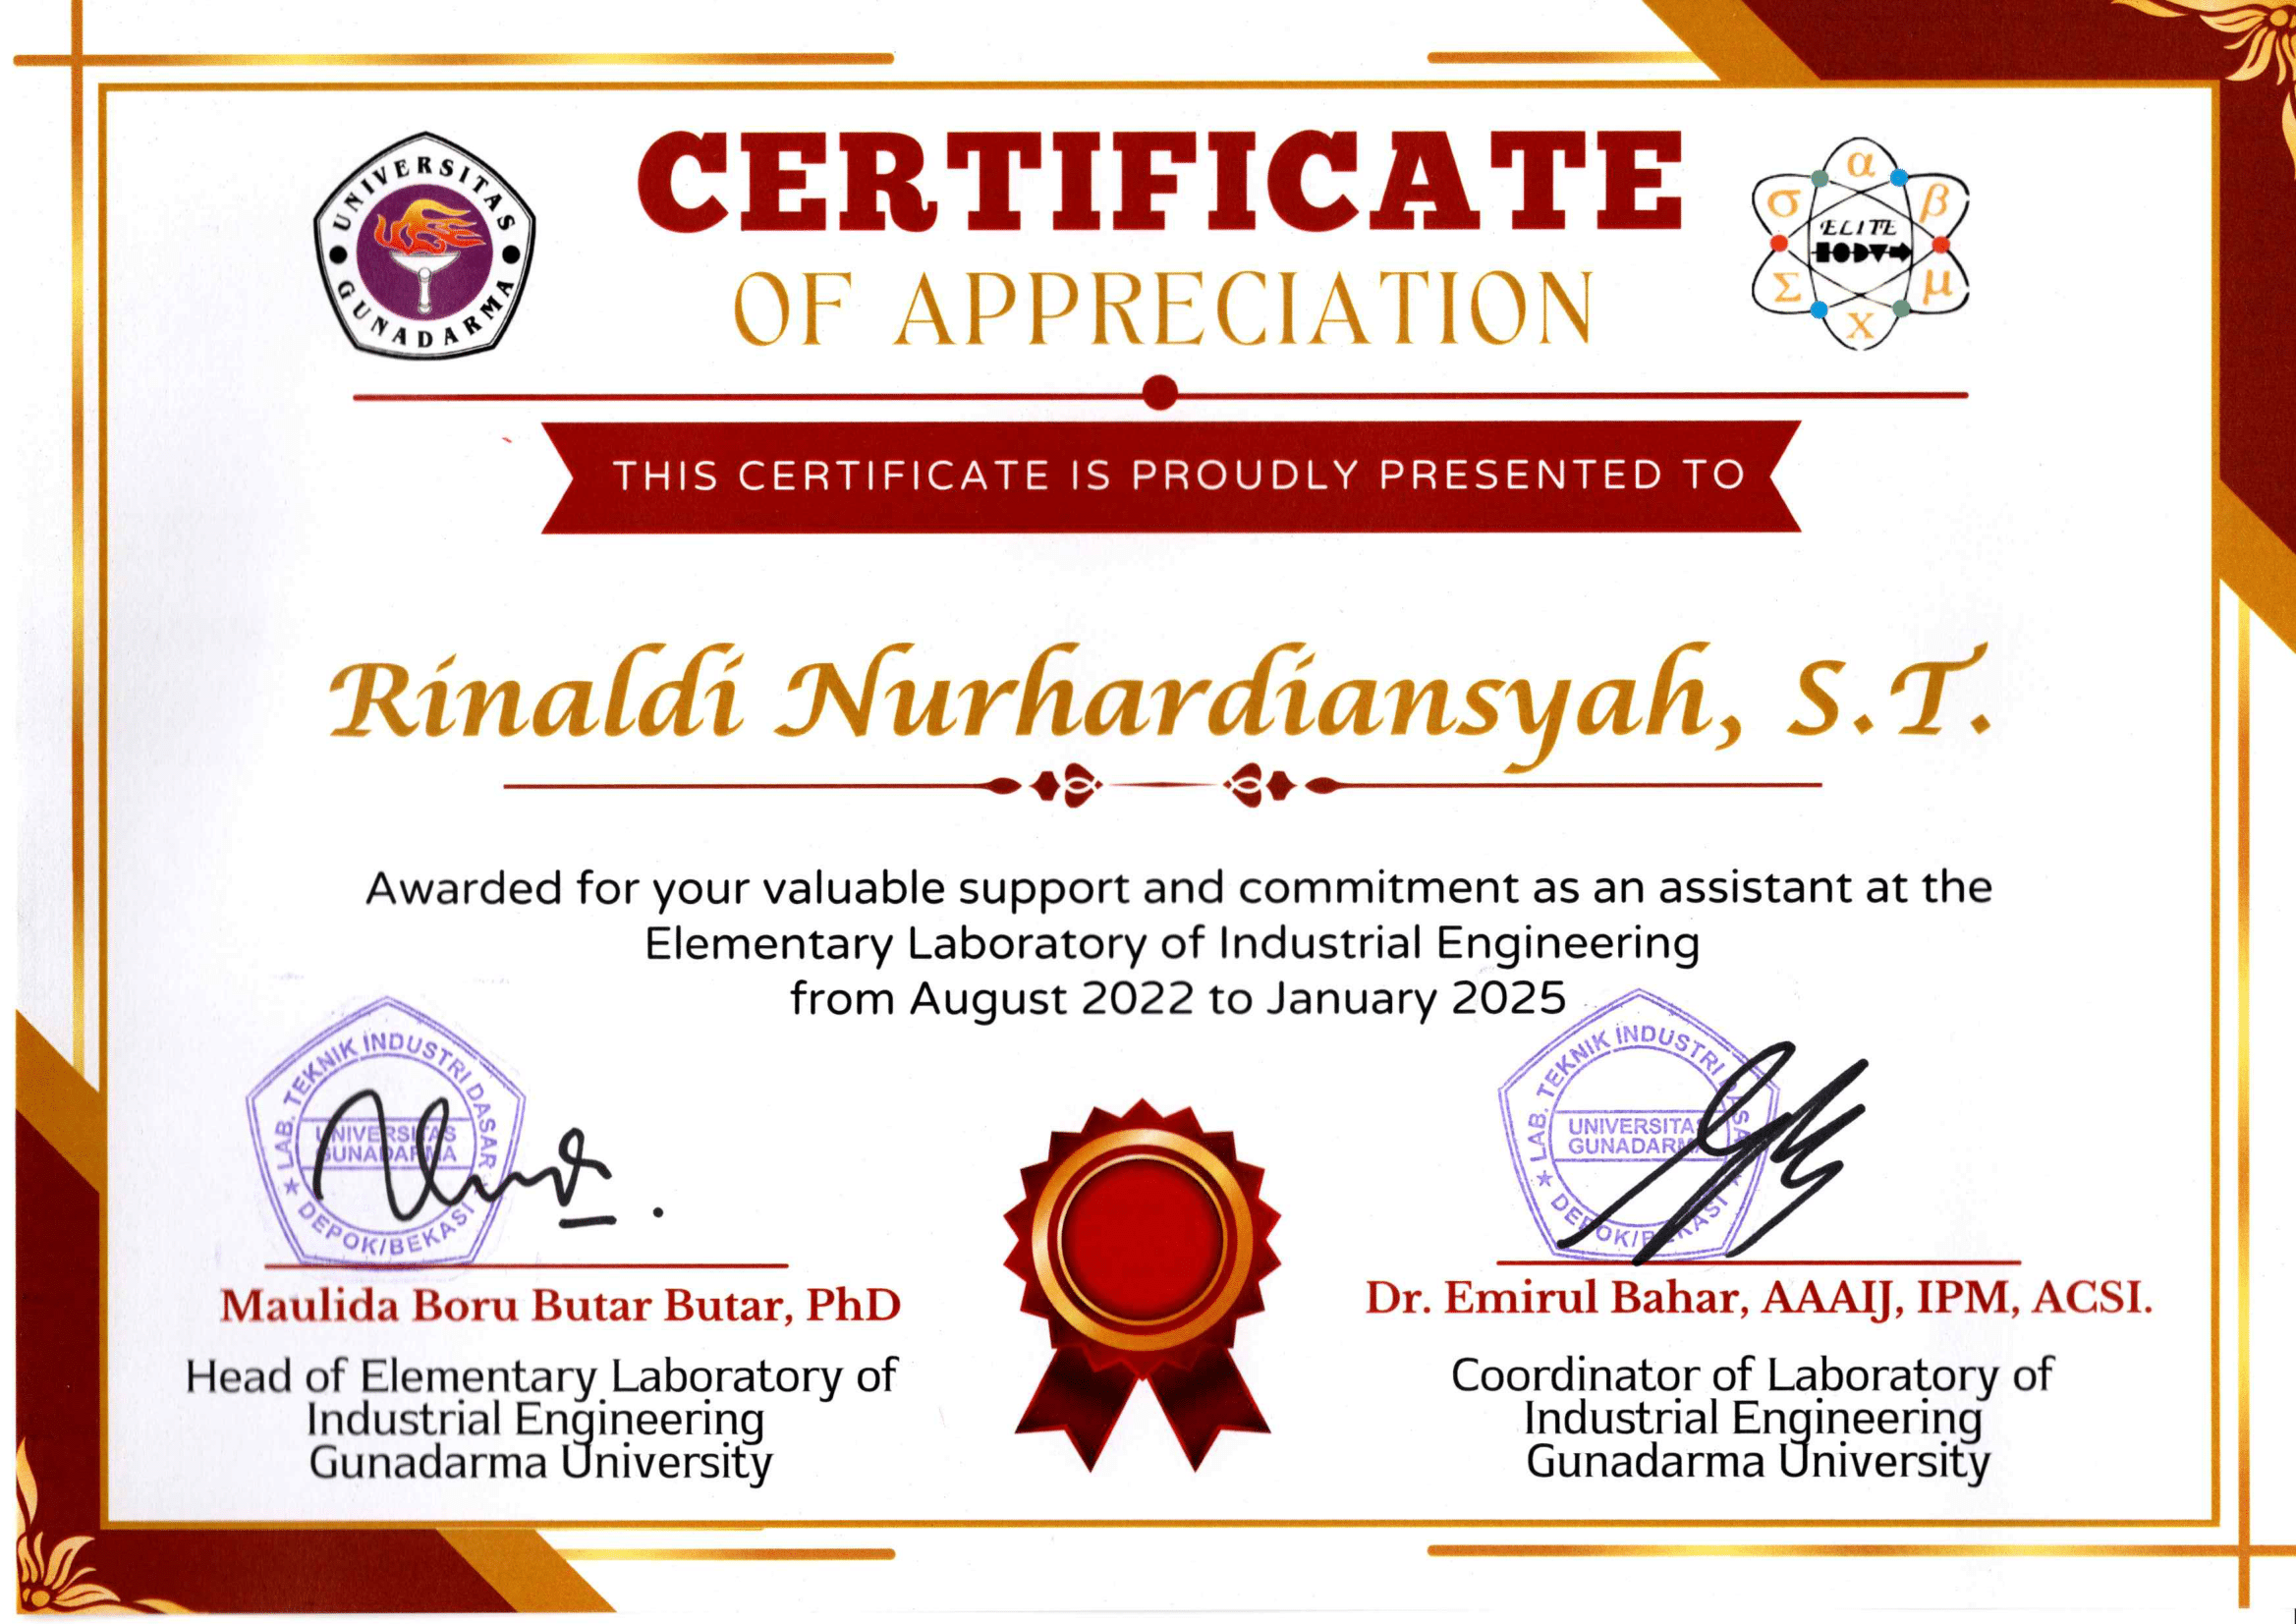 UNIVERSITAS GUNADARMA
CERTIFICATE
OF APPRECIATION
α
β
μ
X
Σ
σ
ELITE
THIS CERTIFICATE IS PROUDLY PRESENTED TO
Rinaldi Nurhardiansyah, S.T.
Awarded for your valuable support and commitment as an assistant at the
Elementary Laboratory of Industrial Engineering
from August 2022 to January 2025
LAB. TEKNIK INDUSTRI DASAR
UNIVERSITAS
GUNADARMA
DEPOK/BEKASI
LAB. TEKNIK INDUSTRI DASAR
UNIVERSITAS
GUNADARMA
DEPOK/BEKASI
Maulida Boru Butar Butar, PhD
Head of Elementary Laboratory of
Industrial Engineering
Gunadarma University
Dr. Emirul Bahar, AAAIJ, IPM, ACSI.
Coordinator of Laboratory of
Industrial Engineering
Gunadarma University